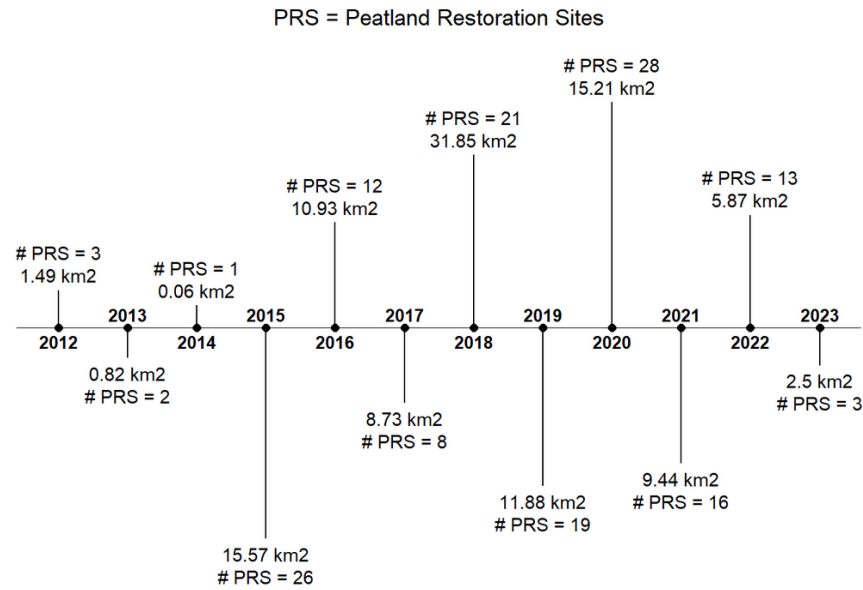 PRS = Peatland Restoration Sites
# PRS = 3
1.49 km2
2012
2013
0.82 km2
# PRS = 2
# PRS = 1
0.06 km2
2014
2015
15.57 km2
# PRS = 26
# PRS = 12
10.93 km2
2016
2017
8.73 km2
# PRS = 8
# PRS = 21
31.85 km2
2018
2019
11.88 km2
# PRS = 19
# PRS = 28
15.21 km2
2020
2021
9.44 km2
# PRS = 16
# PRS = 13
5.87 km2
2022
2023
2.5 km2
# PRS = 3